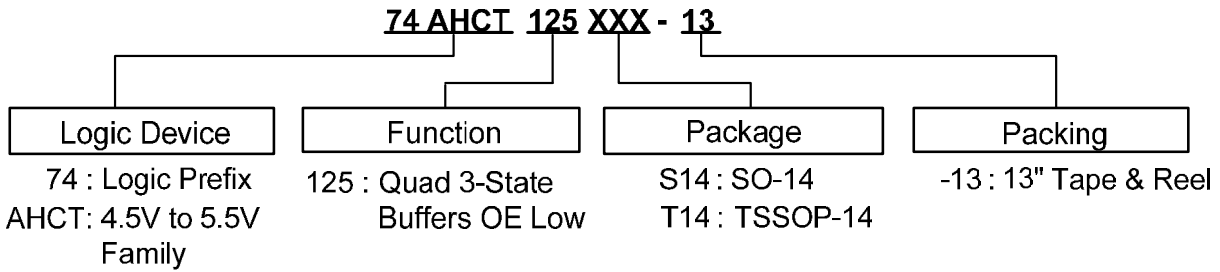 74 AHCT 125 XXX - 13
Logic Device
Function
Package
Packing
74 : Logic Prefix
AHCT: 4.5V to 5.5V
Family
125 : Quad 3-State
Buffers OE Low
S14 : SO-14
T14 : TSSOP-14
-13 : 13" Tape & Reel